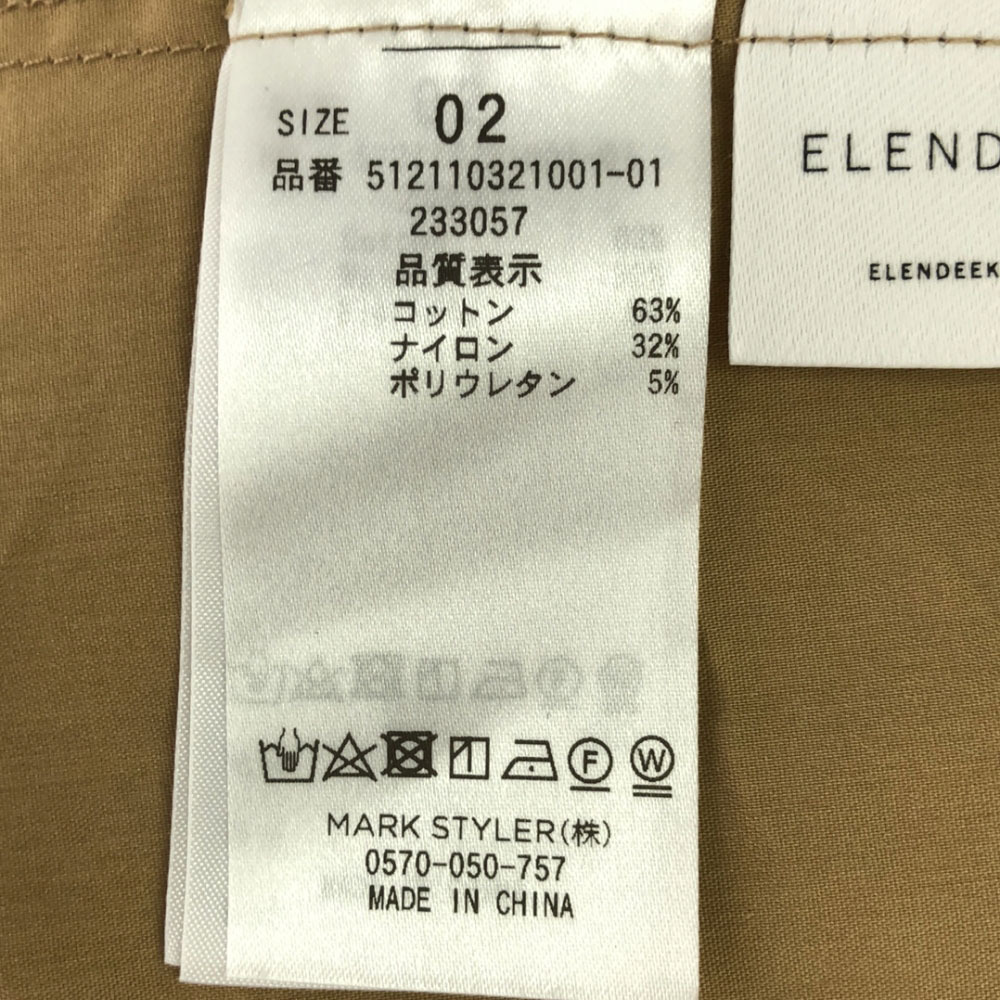 SIZE 02
品番 512110321001-01
233057
品質表示
コットン 63%
ナイロン 32%
ポリウレタン 5%
F W
MARK STYLER(株)
0570-050-757
MADE IN CHINA
ELEND
ELENDEEK